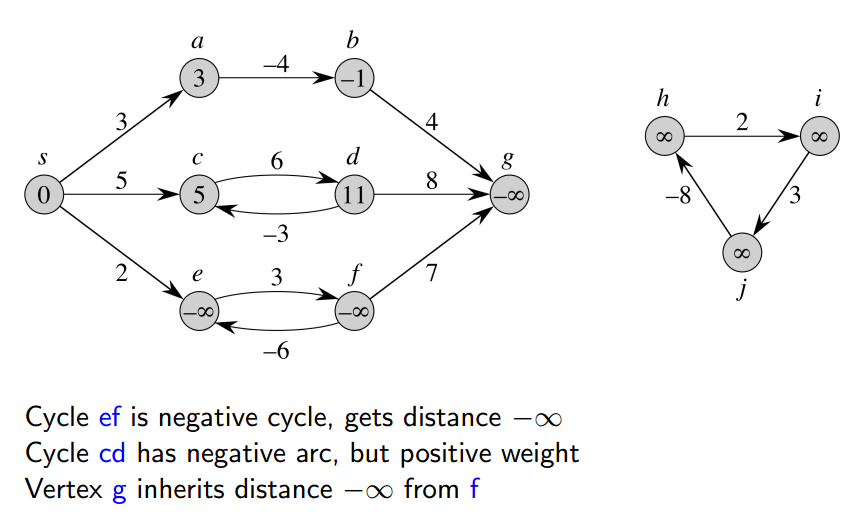 a b
3 –4 –1
h i
3 4
2
∞ ∞
s c 6 d g
5 8
0 5 11 –∞
–8 3
–3
∞
2 e 3 f 7
j
–∞ –∞
–6
Cycle ef is negative cycle, gets distance −∞
Cycle cd has negative arc, but positive weight
Vertex g inherits distance −∞ from f